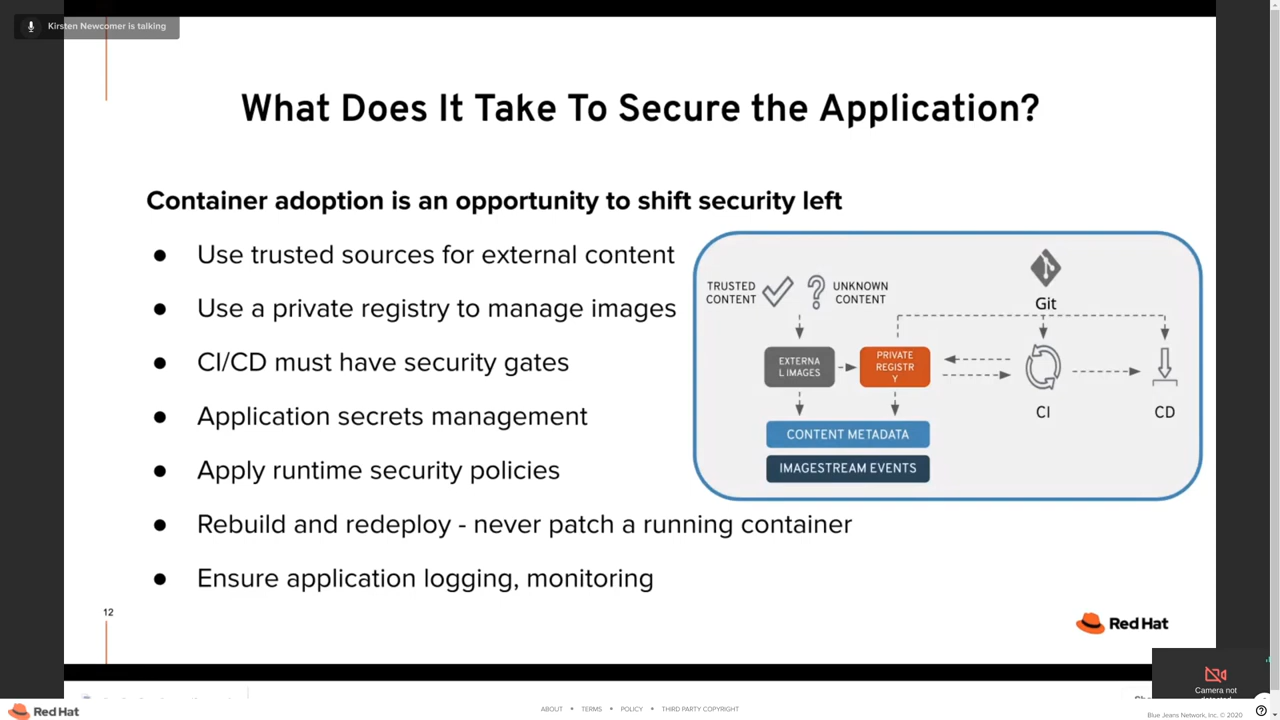 Kirsten Newcomer is talking
What Does It Take To Secure the Application?
Container adoption is an opportunity to shift security left
● Use trusted sources for external content
● Use a private registry to manage images
● CI/CD must have security gates
● Application secrets management
● Apply runtime security policies
● Rebuild and redeploy - never patch a running container
● Ensure application logging, monitoring
TRUSTED
CONTENT
UNKNOWN
CONTENT
Git
EXTERNA
L IMAGES
PRIVATE
REGISTR
Y
CI
CD
CONTENT METADATA
IMAGESTREAM EVENTS
12
Red Hat
Camera not
Red Hat
ABOUT • TERMS • POLICY • THIRD PARTY COPYRIGHT
Blue Jeans Network, Inc. © 2020